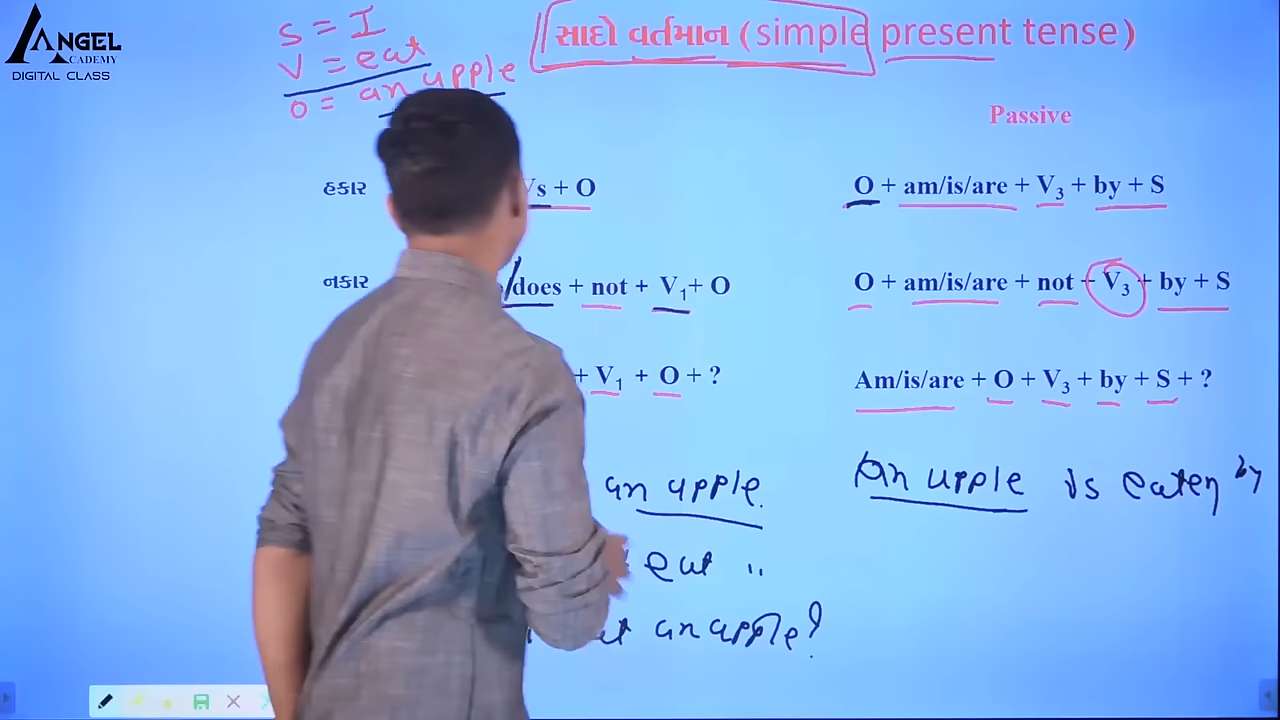 ANGEL
ACADEMY
DIGITAL CLASS
S = I
V = eat
O = an apple
સાદો વર્તમાન (simple present tense)
Passive
હકાર Vs + O
O + am/is/are + V3 + by + S
નકાર /does + not + V1+ O
O + am/is/are + not + V3 + by + S
+ V1 + O + ?
Am/is/are + O + V3 + by + S + ?
an apple.
An apple is eaten by
eat "
an apple?